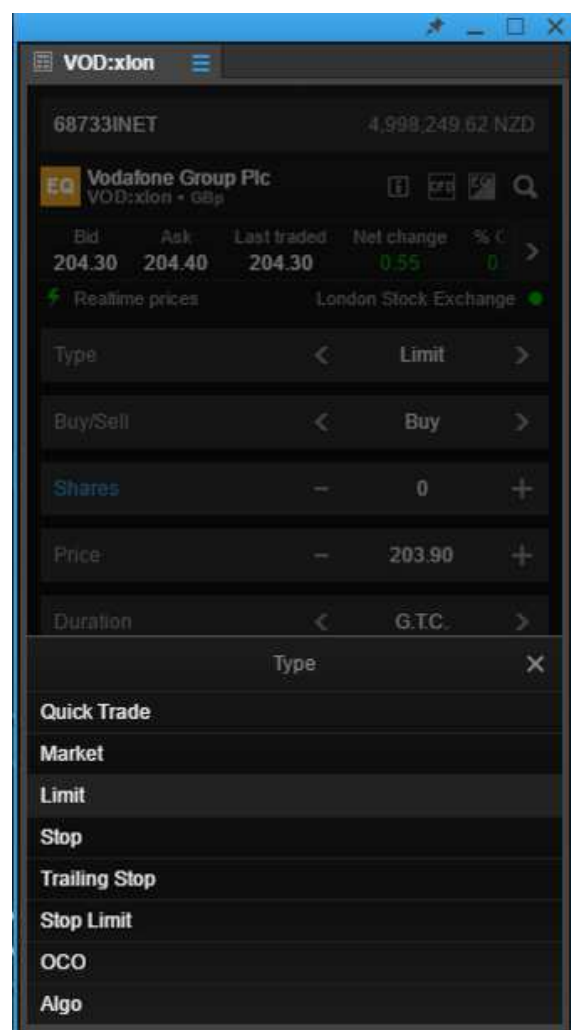 VOD:xlon
68733INET 4,998,249.62 NZD
EQ Vodafone Group Plc
VOD:xlon • GBp CFD
Bid Ask Last traded Net change % C
204.30 204.40 204.30 0.55 0
Realtime prices London Stock Exchange
Type Limit
Buy/Sell Buy
Shares 0
Price 203.90
Duration G.T.C.
Type
Quick Trade
Market
Limit
Stop
Trailing Stop
Stop Limit
OCO
Algo